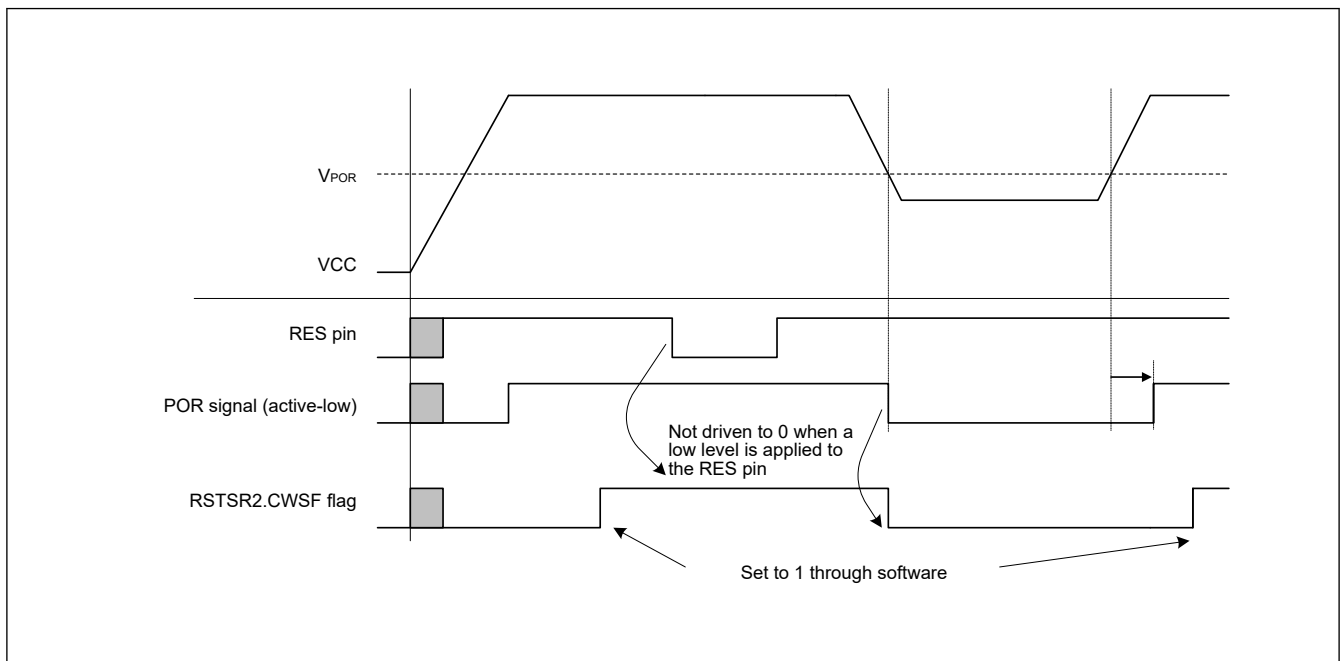 VPOR
VCC
RES pin
POR signal (active-low)
Not driven to 0 when a
low level is applied to
the RES pin
RSTSR2.CWSF flag
Set to 1 through software